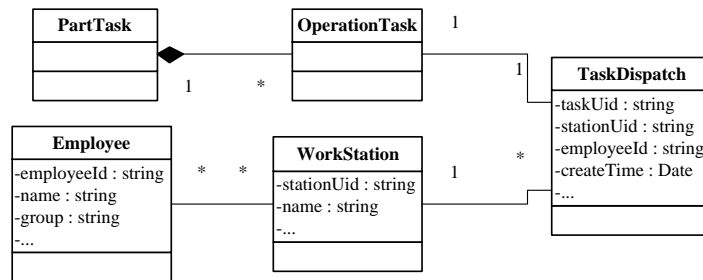 PartTask
OperationTask
1
1
*
1
TaskDispatch
-taskUid : string
-stationUid : string
-employeeId : string
-createTime : Date
-...
Employee
-employeeId : string
-name : string
-group : string
-...
*
*
WorkStation
-stationUid : string
-name : string
-...
1
*